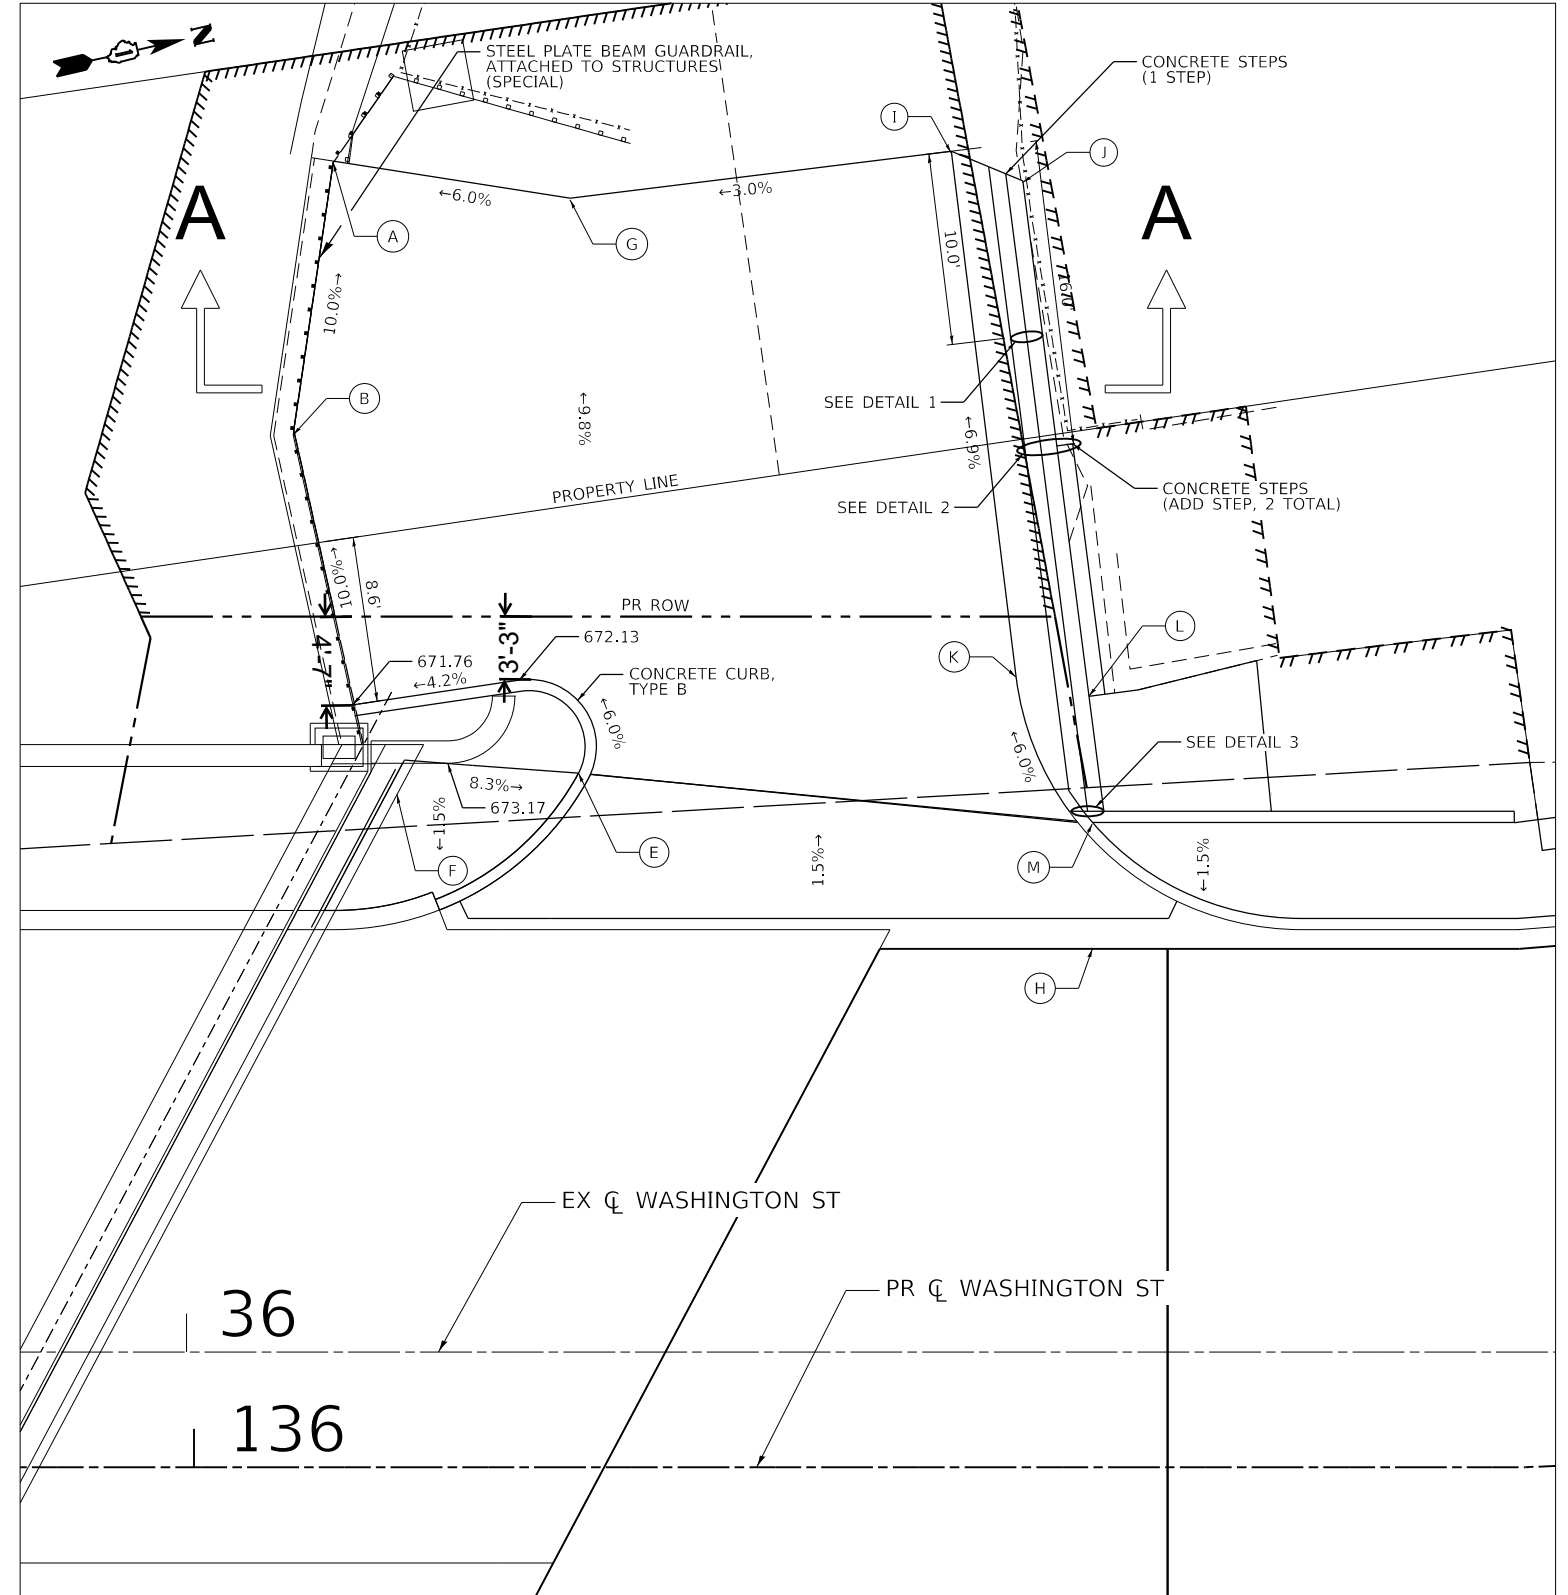 N
STEEL PLATE BEAM GUARDRAIL,
ATTACHED TO STRUCTURES
(SPECIAL)
CONCRETE STEPS
(1 STEP)
I
J
←6.0%
←3.0%
A
A
A
G
10.0'
10.0%→
B
←9.8%
SEE DETAIL 1
←6.9%
PROPERTY LINE
SEE DETAIL 2
CONCRETE STEPS
(ADD STEP, 2 TOTAL)
10.0%→
8.6'
PR ROW
4'-7"
3'-3"
672.13
L
K
671.76
←4.2%
CONCRETE CURB,
TYPE B
←6.0%
←6.0%
SEE DETAIL 3
8.3%→
673.17
←1.5%
1.5%→
←1.5%
E
F
M
H
EX ℄ WASHINGTON ST
PR ℄ WASHINGTON ST
36
136